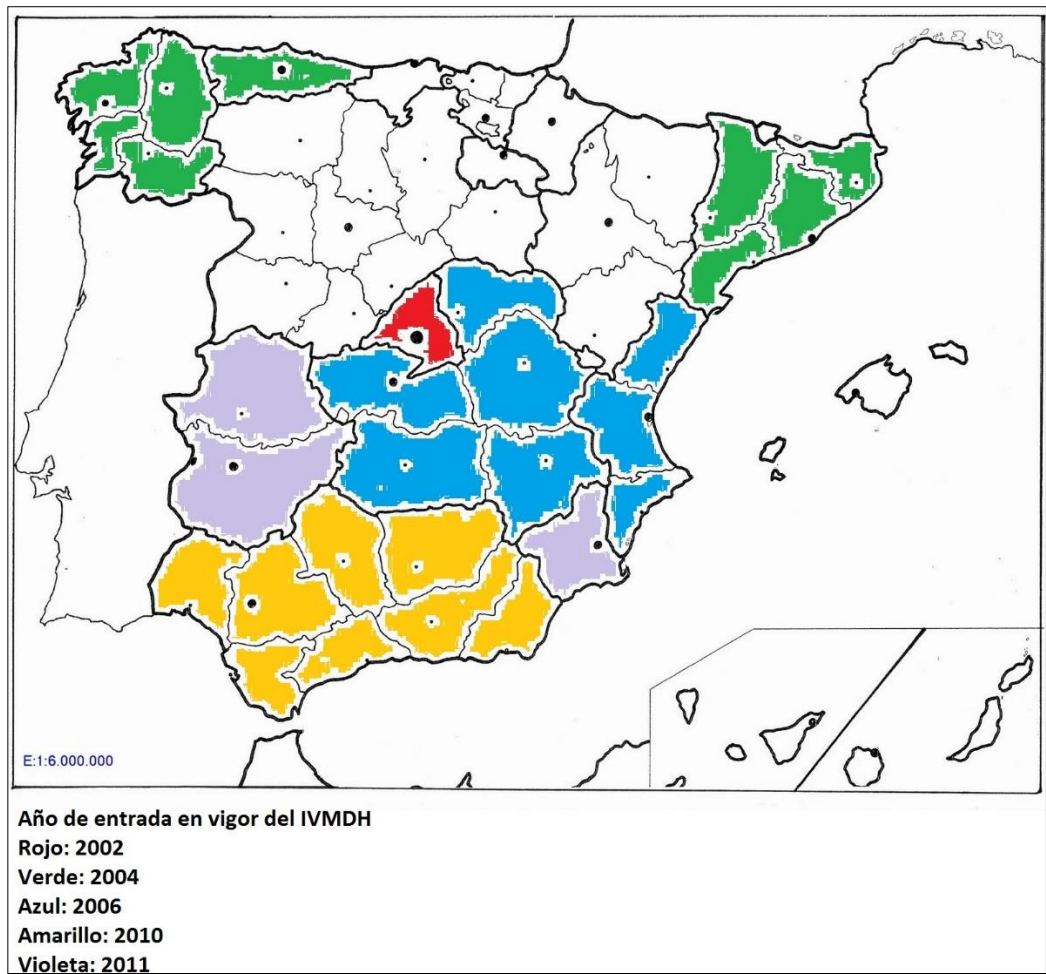 E:1:6.000.000
Año de entrada en vigor del IVMDH
Rojo: 2002
Verde: 2004
Azul: 2006
Amarillo: 2010
Violeta: 2011